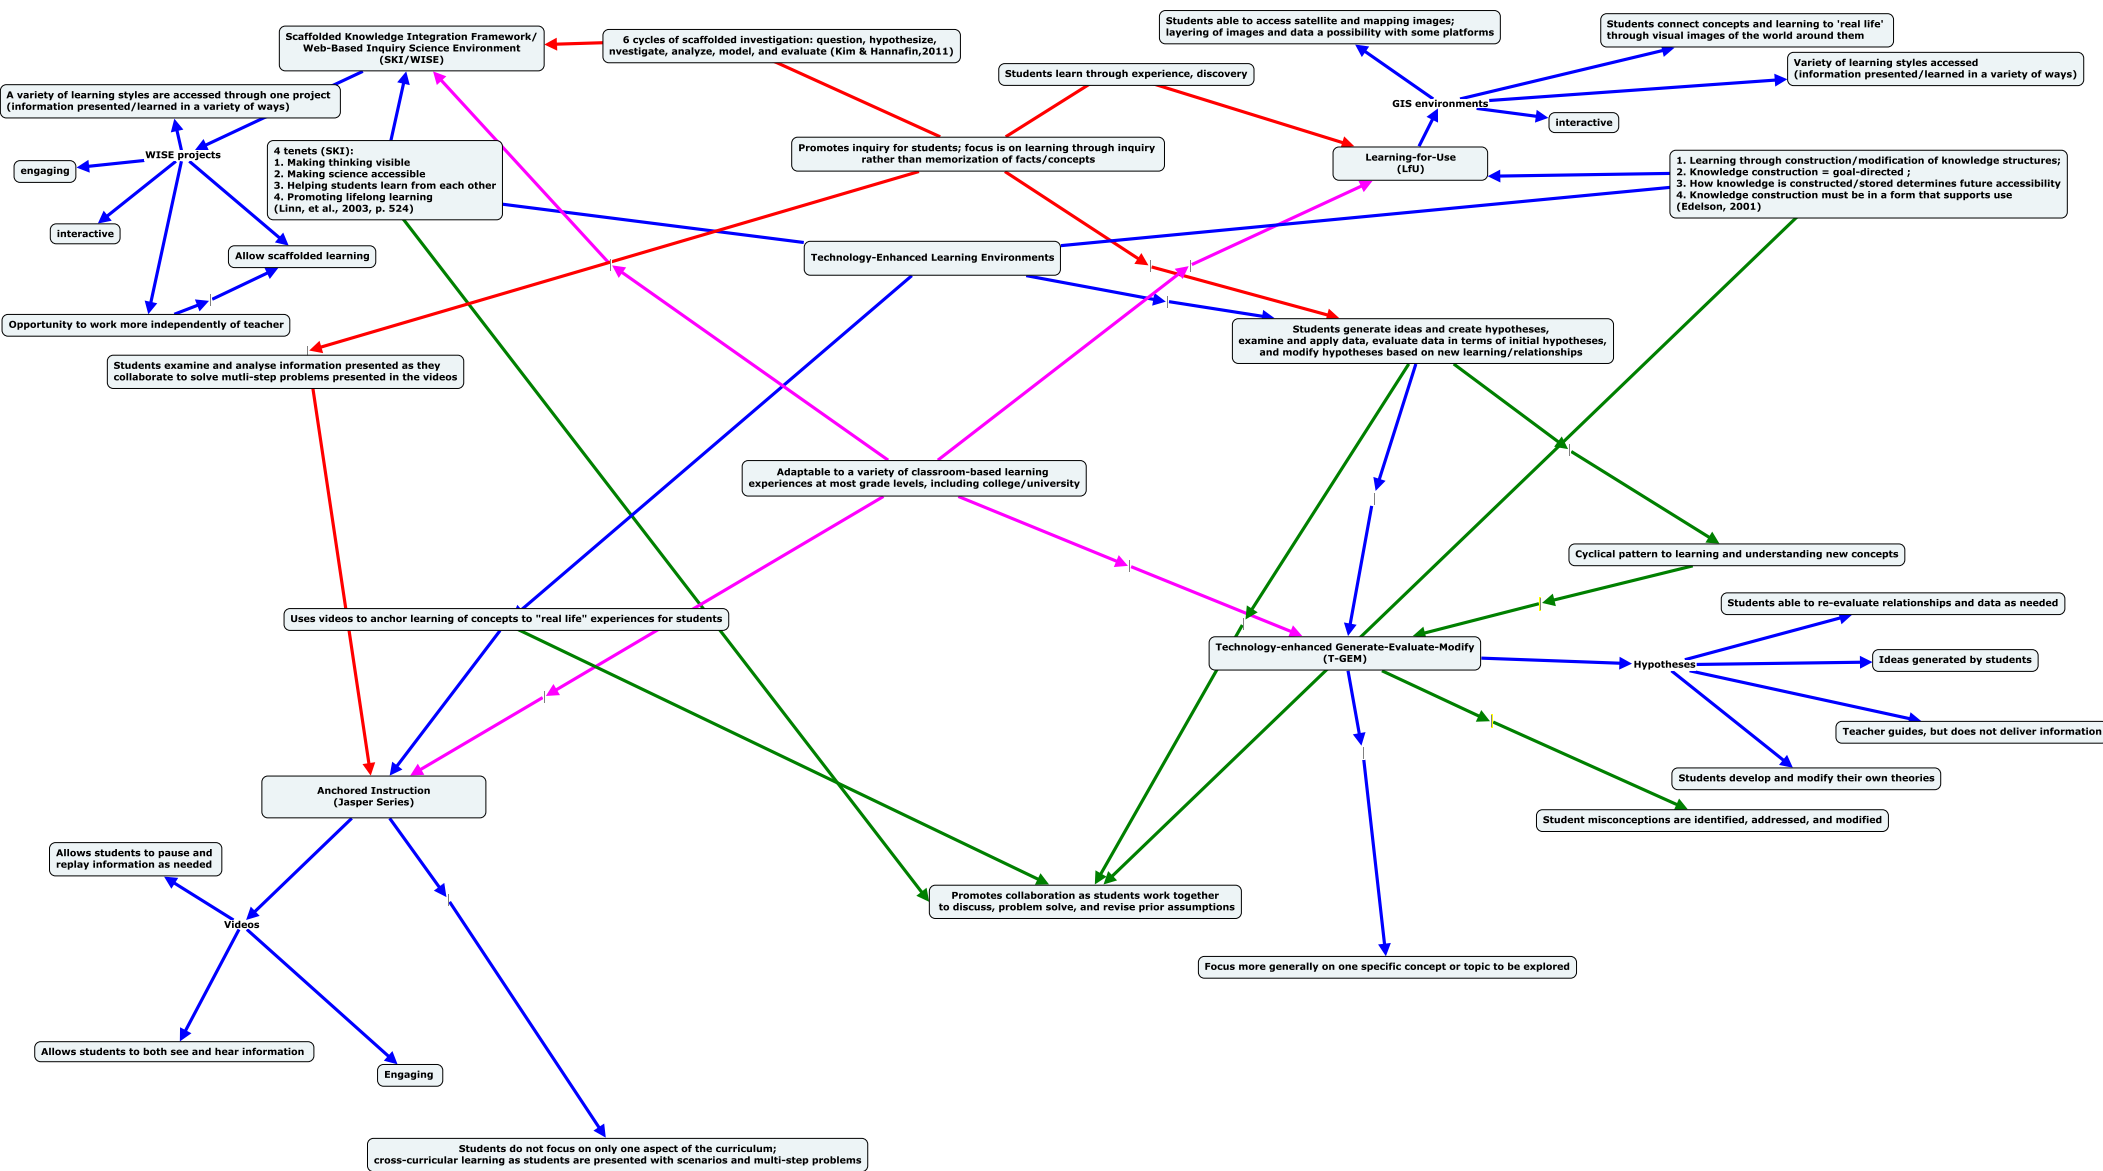 Scaffolded Knowledge Integration Framework/
Web-Based Inquiry Science Environment
(SKI/WISE)
6 cycles of scaffolded investigation: question, hypothesize,
nvestigate, analyze, model, and evaluate (Kim & Hannafin,2011)
Students able to access satellite and mapping images;
layering of images and data a possibility with some platforms
Students connect concepts and learning to 'real life'
through visual images of the world around them
Students learn through experience, discovery
Variety of learning styles accessed
(information presented/learned in a variety of ways)
A variety of learning styles are accessed through one project
(information presented/learned in a variety of ways)
GIS environments
interactive
WISE projects
engaging
4 tenets (SKI):
1. Making thinking visible
2. Making science accessible
3. Helping students learn from each other
4. Promoting lifelong learning
(Linn, et al., 2003, p. 524)
Promotes inquiry for students; focus is on learning through inquiry
rather than memorization of facts/concepts
Learning-for-Use
(LfU)
1. Learning through construction/modification of knowledge structures;
2. Knowledge construction = goal-directed ;
3. How knowledge is constructed/stored determines future accessibility
4. Knowledge construction must be in a form that supports use
(Edelson, 2001)
interactive
Allow scaffolded learning
Technology-Enhanced Learning Environments
Opportunity to work more independently of teacher
Students generate ideas and create hypotheses,
examine and apply data, evaluate data in terms of initial hypotheses,
and modify hypotheses based on new learning/relationships
Students examine and analyse information presented as they
collaborate to solve mutli-step problems presented in the videos
Adaptable to a variety of classroom-based learning
experiences at most grade levels, including college/university
Cyclical pattern to learning and understanding new concepts
Students able to re-evaluate relationships and data as needed
Uses videos to anchor learning of concepts to "real life" experiences for students
Technology-enhanced Generate-Evaluate-Modify
(T-GEM)
Hypotheses
Ideas generated by students
Teacher guides, but does not deliver information
Students develop and modify their own theories
Anchored Instruction
(Jasper Series)
Student misconceptions are identified, addressed, and modified
Allows students to pause and
replay information as needed
Promotes collaboration as students work together
to discuss, problem solve, and revise prior assumptions
Videos
Focus more generally on one specific concept or topic to be explored
Allows students to both see and hear information
Engaging
Students do not focus on only one aspect of the curriculum;
cross-curricular learning as students are presented with scenarios and multi-step problems